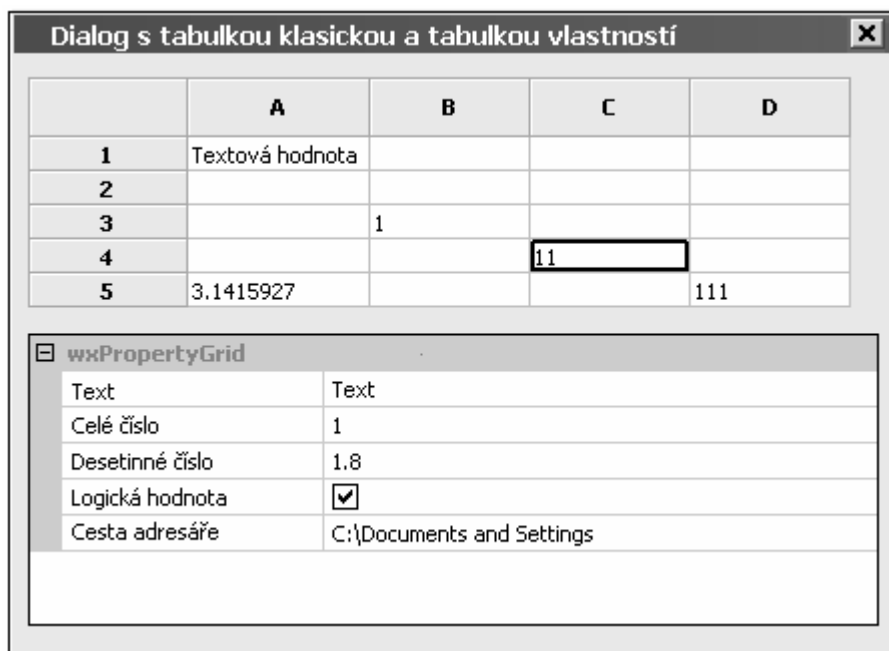 Dialog s tabulkou klasickou a tabulkou vlastností
A B C D
1 Textová hodnota
2
3 1
4 11
5 3.1415927 111
wxPropertyGrid
Text Text
Celé číslo 1
Desetinné číslo 1.8
Logická hodnota
Cesta adresáře C:\Documents and Settings